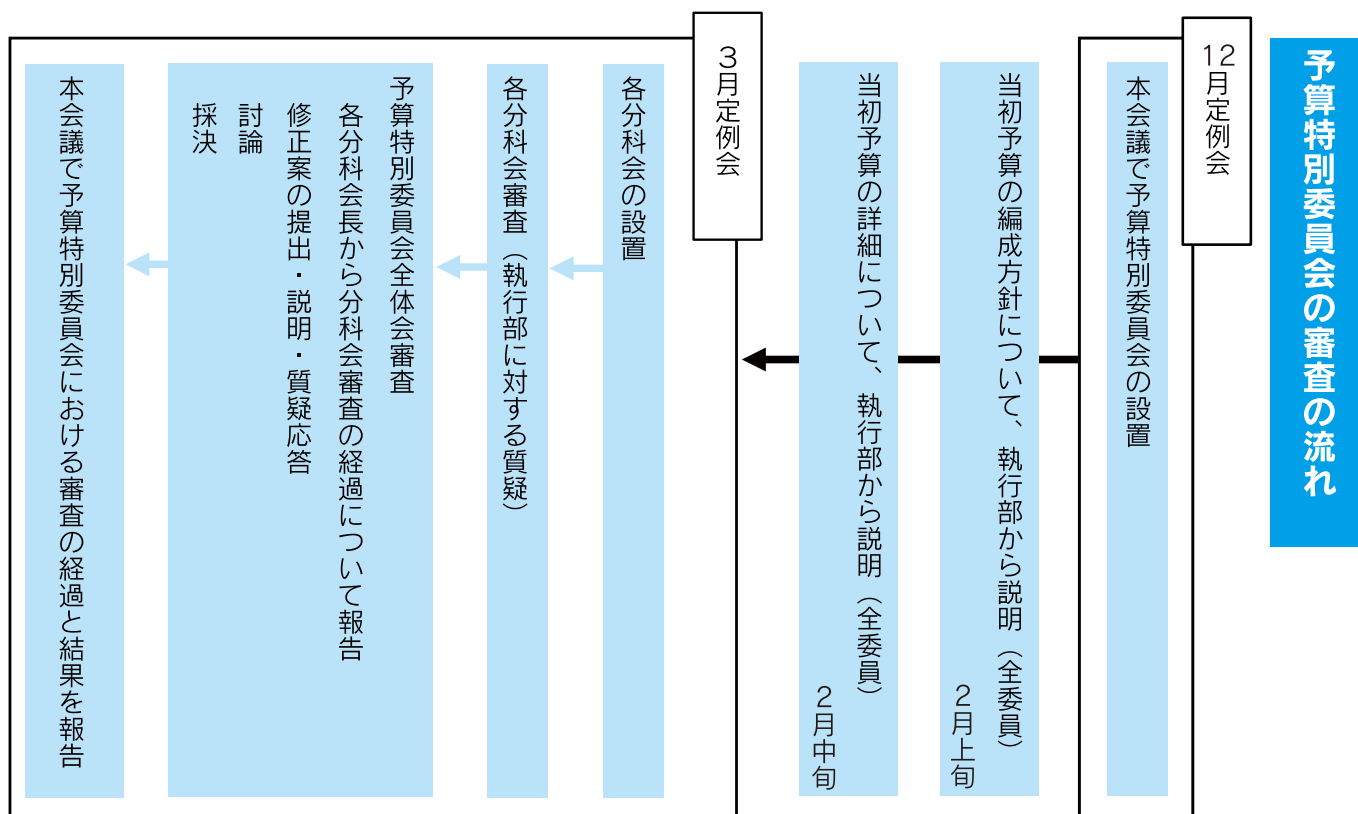 予算特別委員会の審査の流れ
12月定例会
本会議で予算特別委員会の設置
当初予算の編成方針について、執行部から説明（全委員）
2月上旬
当初予算の詳細について、執行部から説明（全委員）
2月中旬
3月定例会
各分科会の設置
各分科会審査（執行部に対する質疑）
予算特別委員会全体会審査
各分科会長から分科会審査の経過について報告
修正案の提出・説明・質疑応答
討論
採決
本会議で予算特別委員会における審査の経過と結果を報告